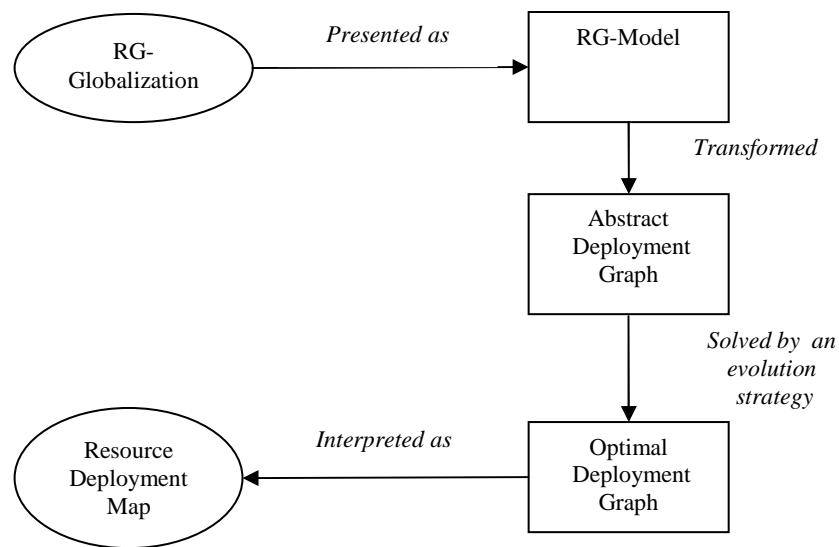 RG-
Globalization
Presented as
RG-Model
Transformed
Abstract
Deployment
Graph
Solved by an
evolution
strategy
Optimal
Deployment
Graph
Interpreted as
Resource
Deployment
Map